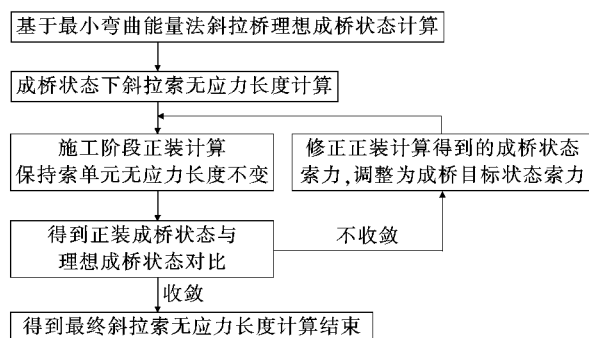 基于最小弯曲能量法斜拉桥理想成桥状态计算
成桥状态下斜拉索无应力长度计算
施工阶段正装计算
保持索单元无应力长度不变
修正正装计算得到的成桥状态
索力,调整为成桥目标状态索力
得到正装成桥状态与
理想成桥状态对比
不收敛
收敛
得到最终斜拉索无应力长度计算结束